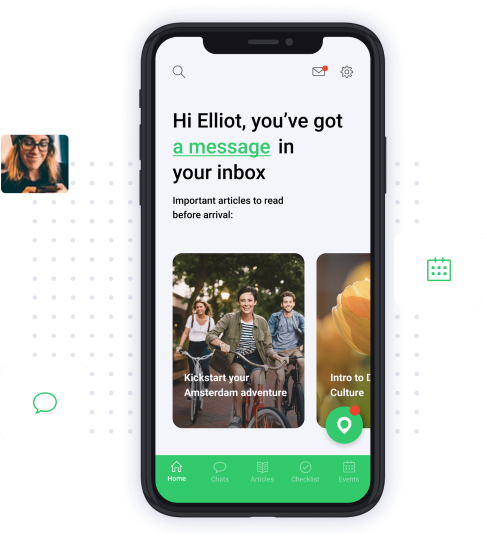 Hi Elliot, you've got
a message in
your inbox
Important articles to read
before arrival:
Kickstart your
Amsterdam adventure
Intro to D
Culture
Home
Chats
Articles
Checklist
Events